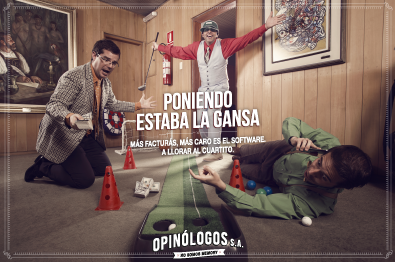 PONIENDO
ESTABA LA GANSA
MÁS FACTURAS, MÁS CARO ES EL SOFTWARE.
A LLORAR AL CUARTITO.
OPINÓLOGOS S.A.
NO SOMOS MEMORY